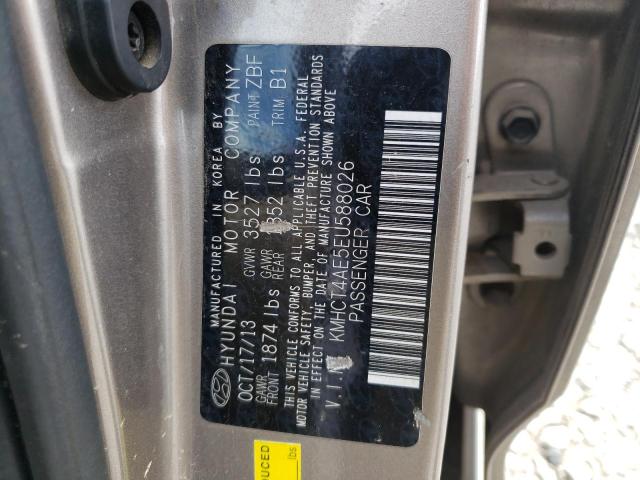 MANUFACTURED IN KOREA BY
HYUNDAI MOTOR COMPANY
OCT/17/13 GVWR 3527 lbs PAINT ZBF
GAWR FRONT 1874 lbs GAWR REAR 852 lbs TRIM B1
THIS VEHICLE CONFORMS TO ALL APPLICABLE U.S.A. FEDERAL
MOTOR VEHICLE SAFETY, BUMPER, AND THEFT PREVENTION STANDARDS
IN EFFECT ON THE DATE OF MANUFACTURE SHOWN ABOVE
V.I.N KMHCT4AE5EU588026
PASSENGER CAR
DUCED
lbs